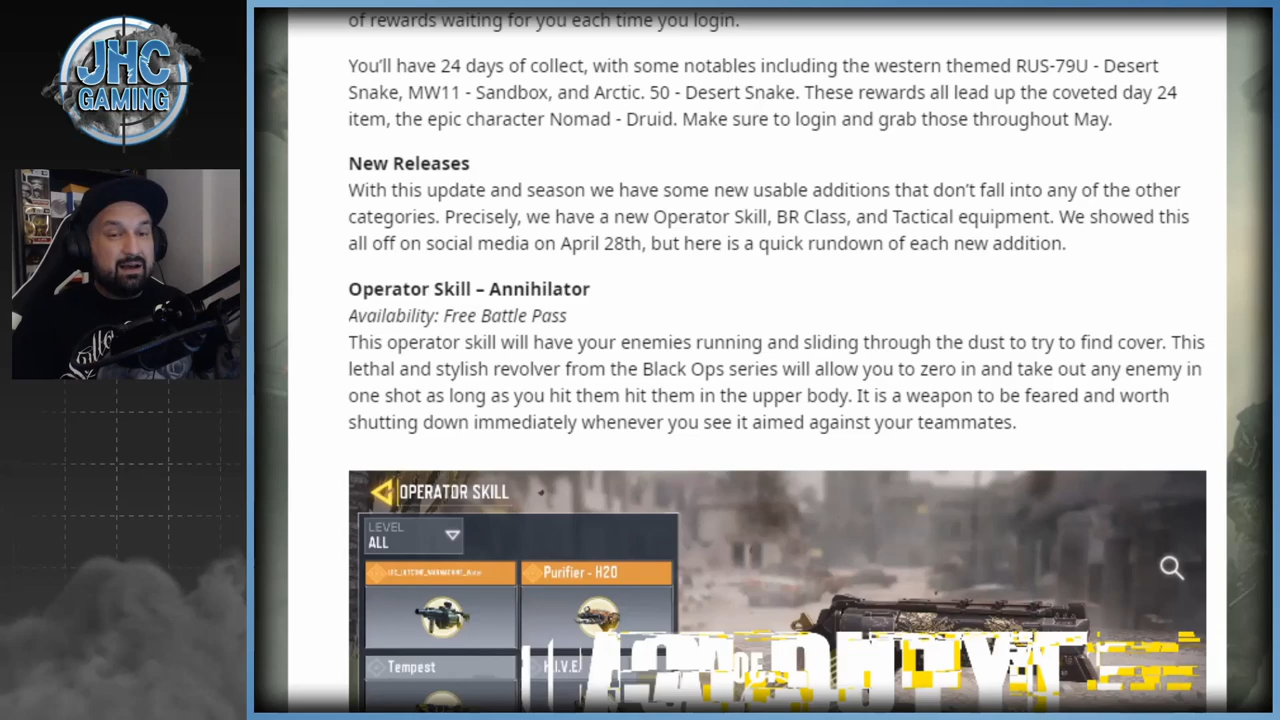 JHC
GAMING
of rewards waiting for you each time you login.
You'll have 24 days of collect, with some notables including the western themed RUS-79U - Desert
Snake, MW11 - Sandbox, and Arctic. 50 - Desert Snake. These rewards all lead up the coveted day 24
item, the epic character Nomad - Druid. Make sure to login and grab those throughout May.
New Releases
With this update and season we have some new usable additions that don't fall into any of the other
categories. Precisely, we have a new Operator Skill, BR Class, and Tactical equipment. We showed this
all off on social media on April 28th, but here is a quick rundown of each new addition.
Operator Skill – Annihilator
Availability: Free Battle Pass
This operator skill will have your enemies running and sliding through the dust to try to find cover. This
lethal and stylish revolver from the Black Ops series will allow you to zero in and take out any enemy in
one shot as long as you hit them hit them in the upper body. It is a weapon to be feared and worth
shutting down immediately whenever you see it aimed against your teammates.
OPERATOR SKILL
LEVEL
ALL
Purifier - H2O
Tempest
H.I.V.E.